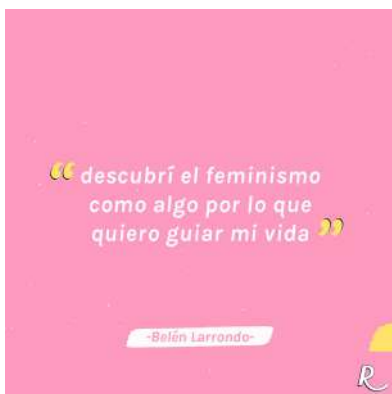 “ descubrí el feminismo
como algo por lo que
quiero guiar mi vida ”
-Belén Larrondo-
R